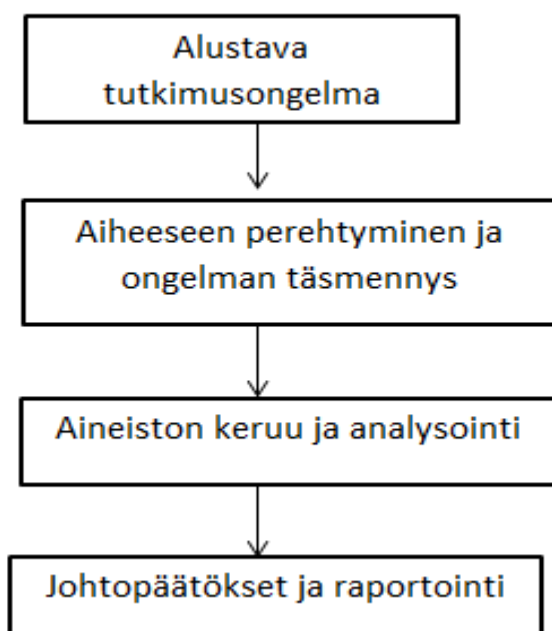 Alustava
tutkimusongelma
Aiheeseen perehtyminen ja
ongelman täsmennys
Aineiston keruu ja analysointi
Johtopäätökset ja raportointi